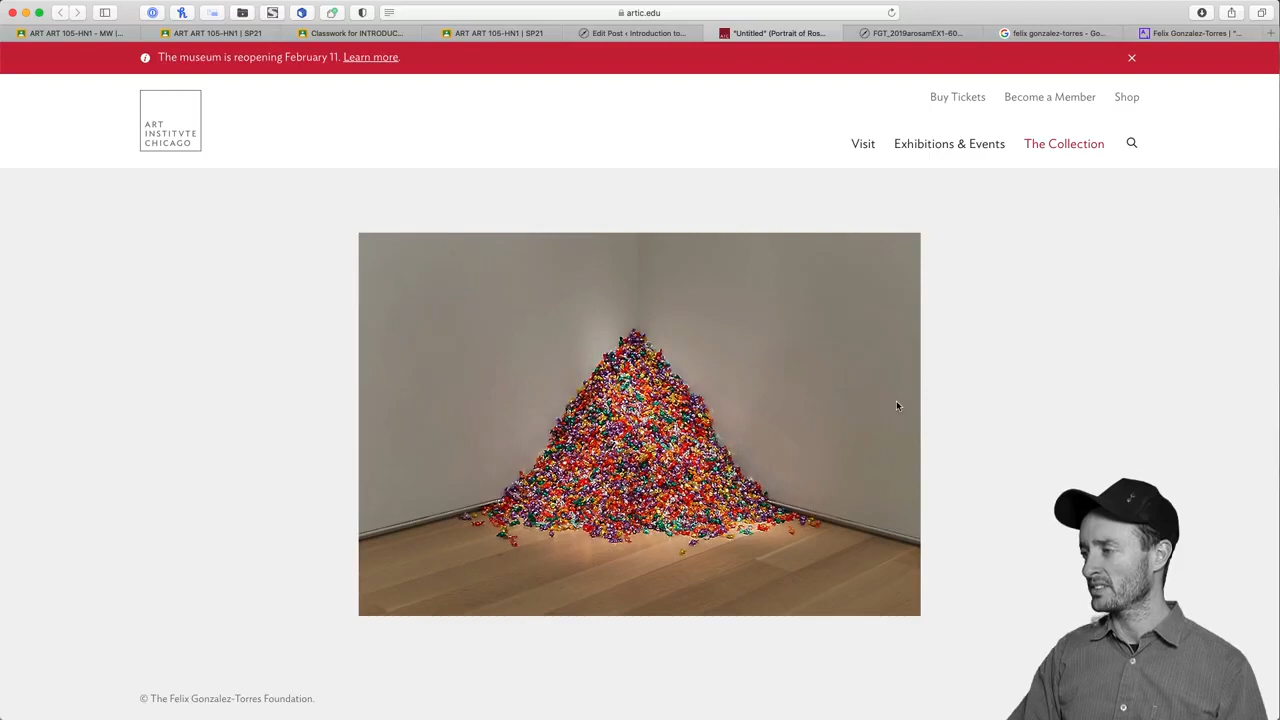 artic.edu
ART ART 105-HN1 - MW |...
ART ART 105-HN1 | SP21
Classwork for INTRODUC...
ART ART 105-HN1 | SP21
Edit Post ‹ Introduction to...
"Untitled" (Portrait of Ros...
FGT_2019arosamEX1-60...
felix gonzalez-torres - Go...
Felix Gonzalez-Torres | "...
The museum is reopening February 11. Learn more.
Buy Tickets Become a Member Shop
ART
INSTITVTE
CHICAGO
Visit Exhibitions & Events The Collection
© The Felix Gonzalez-Torres Foundation.